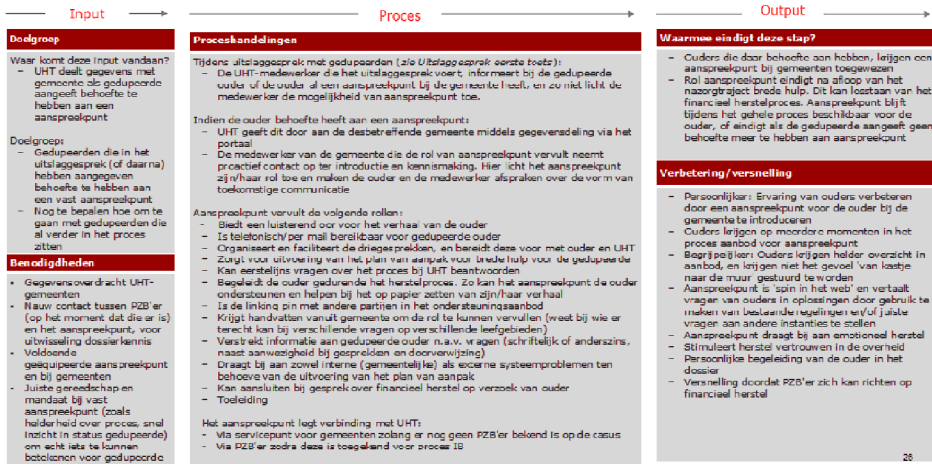 Input
Doelgroep
Waar komt deze input vandaan?
- UHT deelt gegevens met
gemeente als gedupeerde
aangeeft behoefte te
hebben aan een
aanspreekpunt
Doelgroep:
- Gedupeerden die in het
uitslaggesprek (of daarna)
hebben aangegeven
behoefte te hebben aan
een vast aanspreekpunt
- Nog te bepalen hoe om te
gaan met gedupeerden die
al verder in het proces
zitten
Benodigdheden
• Gegevensoverdracht UHT-
gemeenten
• Nauw contact tussen PZB'er
(op het moment dat die er is)
en het aanspreekpunt, voor
uitwisseling dossierkennis
• Voldoende
geëquipeerde aanspreekpunt
en bij gemeenten
• Juiste gereedschap en
mandaat bij vast
aanspreekpunt (zoals
helderheid over proces, snel
inzicht in status gedupeerde)
om echt iets te kunnen
betekenen voor gedupeerde
Proces
Proceshandelingen
Tijdens uitslaggesprek met gedupeerden (zie Uitslaggesprek eerste toets):
- De UHT-medewerker die het uitslaggesprek voert, informeert bij de gedupeerde
ouder of de ouder al een aanspreekpunt bij de gemeente heeft, en zo niet licht de
medewerker de mogelijkheid van aanspreekpunt toe.
Indien de ouder behoefte heeft aan een aanspreekpunt:
- UHT geeft dit door aan de desbetreffende gemeente middels gegevensdeling via het
portaal
- De medewerker van de gemeente die de rol van aanspreekpunt vervult neemt
proactief contact op ter introductie en kennismaking. Hier licht het aanspreekpunt
zijn/haar rol toe en maken de ouder en de medewerker afspraken over de vorm van
toekomstige communicatie
Aanspreekpunt vervult de volgende rollen:
- Biedt een luisterend oor voor het verhaal van de ouder
- Is telefonisch/per mail bereikbaar voor gedupeerde ouder
- Organiseert en faciliteert de driegesprekken, en bereidt deze voor met ouder en UHT
- Zorgt voor uitvoering van het plan van aanpak voor brede hulp voor de gedupeerde
- Kan eerstelijns vragen over het proces bij UHT beantwoorden
- Begeleidt de ouder gedurende het herstelproces. Zo kan het aanspreekpunt de ouder
ondersteunen en helpen bij het op papier zetten van zijn/haar verhaal
- Is de linking pin met andere partijen in het ondersteuningsaanbod
- Krijgt handvatten vanuit gemeente om de rol te kunnen vervullen (weet bij wie er
terecht kan bij verschillende vragen op verschillende leefgebieden)
- Verstrekt informatie aan gedupeerde ouder n.a.v. vragen (schriftelijk of anderszins,
naast aanwezigheid bij gesprekken en doorverwijzing)
- Draagt bij aan zowel interne (gemeentelijke) als externe systeemproblemen ten
behoeve van de uitvoering van het plan van aanpak
- Kan aansluiten bij gesprek over financieel herstel op verzoek van ouder
- Toeleiding
Het aanspreekpunt legt verbinding met UHT:
- Via servicepunt voor gemeenten zolang er nog geen PZB'er bekend is op de casus
- Via PZB'er zodra deze is toegekend voor proces IB
Output
Waarmee eindigt deze stap?
- Ouders die daar behoefte aan hebben, krijgen een
aanspreekpunt bij gemeenten toegewezen
- Rol aanspreekpunt eindigt na afloop van het
nazorgtraject brede hulp. Dit kan losstaan van het
financieel herstelproces. Aanspreekpunt blijft
tijdens het gehele proces beschikbaar voor de
ouder, of eindigt als de gedupeerde aangeeft geen
behoefte meer te hebben aan aanspreekpunt
Verbetering/versnelling
- Persoonlijker: Ervaring van ouders verbeteren
door een aanspreekpunt voor de ouder bij de
gemeente te introduceren
- Ouders krijgen op meerdere momenten in het
proces aanbod voor aanspreekpunt
- Begrijpelijker: Ouders krijgen helder overzicht in
aanbod, en krijgen niet het gevoel 'van kastje
naar de muur' gestuurd te worden
- Aanspreekpunt is 'spin in het web' en vertaalt
vragen van ouders in oplossingen door gebruik te
maken van bestaande regelingen en/of juiste
vragen aan andere instanties te stellen
- Aanspreekpunt draagt bij aan emotioneel herstel
- Stimuleert herstel vertrouwen in de overheid
- Persoonlijke begeleiding van de ouder in het
dossier
- Versnelling doordat PZB'er zich kan richten op
financieel herstel
26